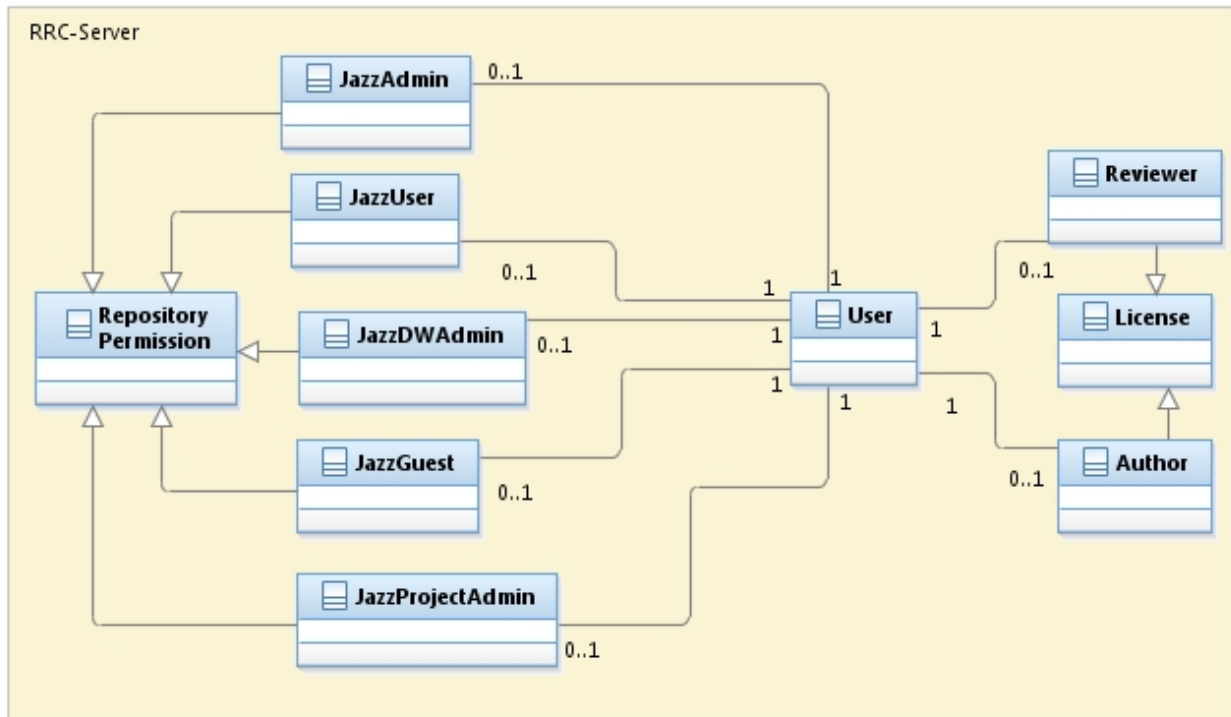 RRC-Server
JazzAdmin
0..1
JazzUser
0..1
Reviewer
0..1
Repository
Permission
JazzDWAdmin
0..1
1
1
1
User
1
License
JazzGuest
0..1
1
1
1
Author
0..1
JazzProjectAdmin
0..1